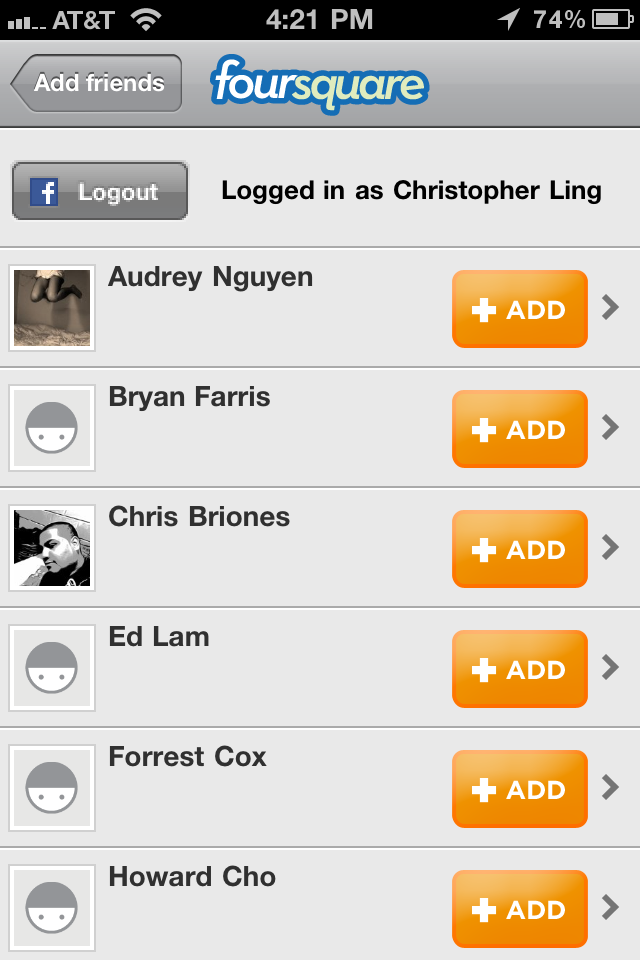 AT&T 4:21 PM 74%
Add friends foursquare
f Logout Logged in as Christopher Ling
Audrey Nguyen ADD
Bryan Farris ADD
Chris Briones ADD
Ed Lam ADD
Forrest Cox ADD
Howard Cho ADD